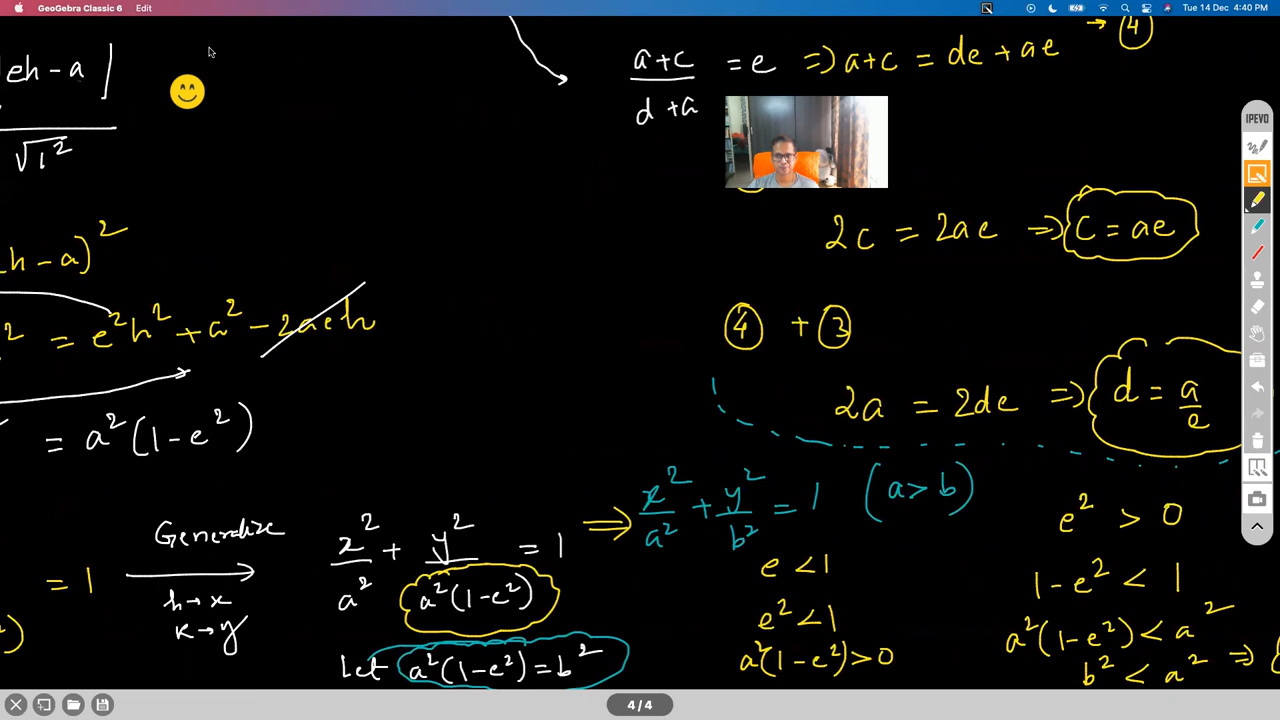 GeoGebra Classic 6 Edit Tue 14 Dec 4:40 PM
eh - a |
√1²
(a+c)/(d+a) = e ⇒ a+c = de + ae → ④
IPEVO
h - a)²
2c = 2ae ⇒ c = ae
² = e²h² + a² - 2aeh
④ + ③
2a = 2de ⇒ d = a/e
= a²(1-e²)
= 1 Generalize h→x k→y
x²/a² + y²/a²(1-e²) = 1
Let a²(1-e²) = b²
⇒ x²/a² + y²/b² = 1 (a > b)
e < 1
e² < 1
a²(1-e²) > 0
e² > 0
1-e² < 1
a²(1-e²) < a²
b² < a² ⇒
4/4